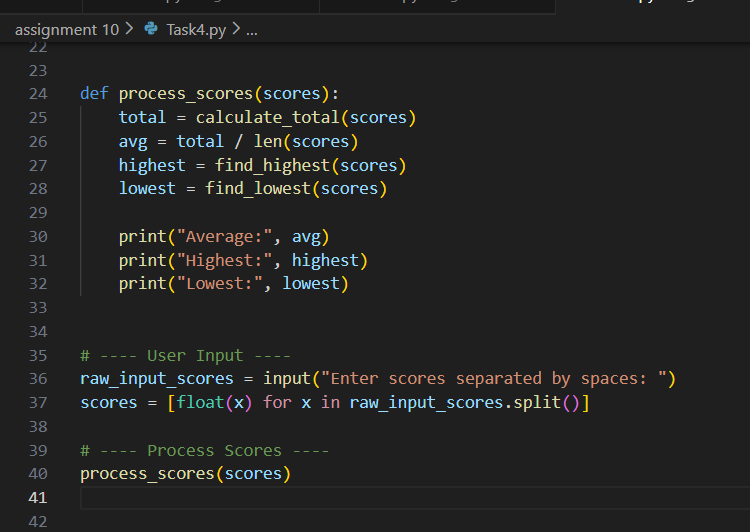 assignment 10 > Task4.py > ...
22
23
24 def process_scores(scores):
25     total = calculate_total(scores)
26     avg = total / len(scores)
27     highest = find_highest(scores)
28     lowest = find_lowest(scores)
29
30     print("Average:", avg)
31     print("Highest:", highest)
32     print("Lowest:", lowest)
33
34
35 # ---- User Input ----
36 raw_input_scores = input("Enter scores separated by spaces: ")
37 scores = [float(x) for x in raw_input_scores.split()]
38
39 # ---- Process Scores ----
40 process_scores(scores)
41
42